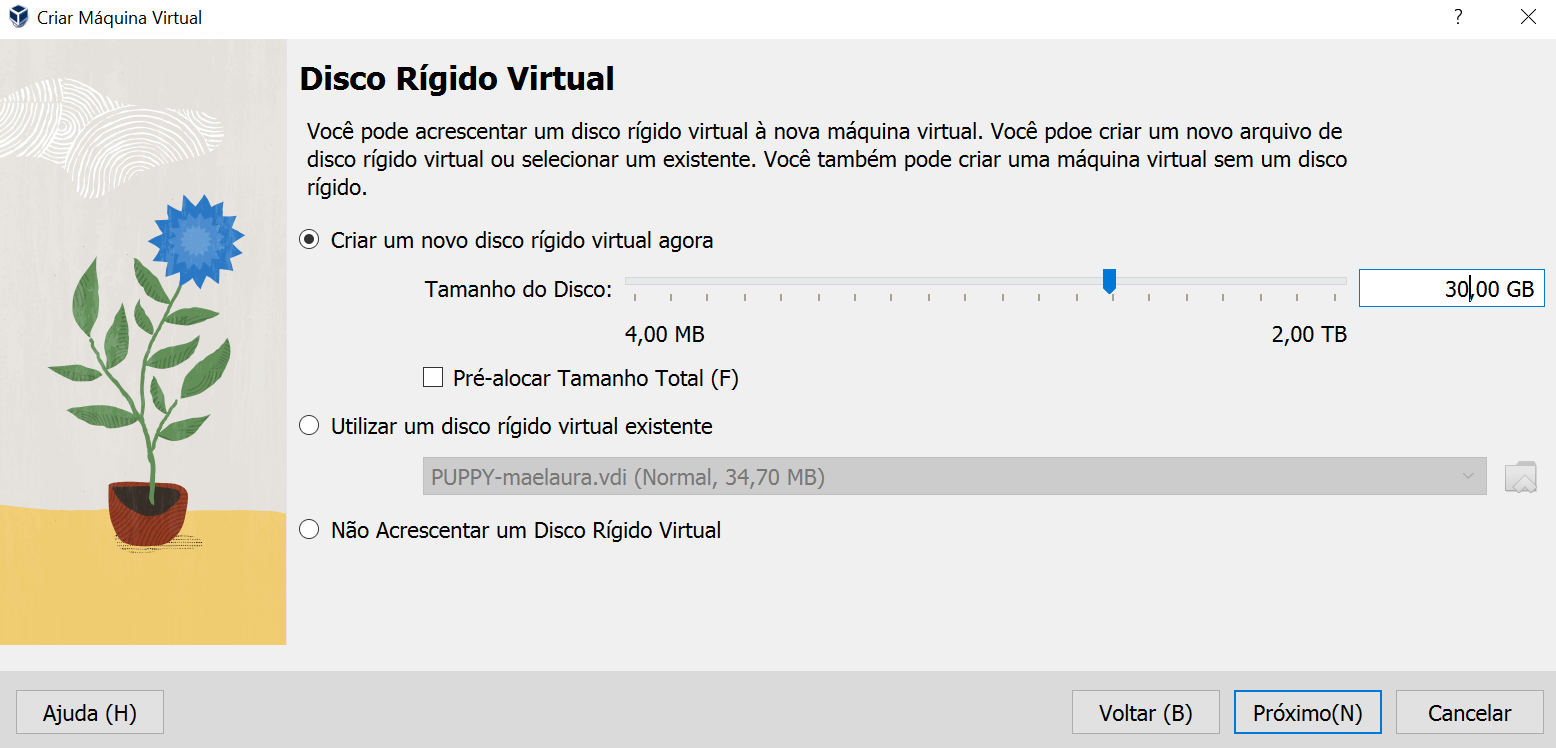 Criar Máquina Virtual
?
Disco Rígido Virtual
Você pode acrescentar um disco rígido virtual à nova máquina virtual. Você pdoe criar um novo arquivo de
disco rígido virtual ou selecionar um existente. Você também pode criar uma máquina virtual sem um disco
rígido.
Criar um novo disco rígido virtual agora
Tamanho do Disco:
30,00 GB
4,00 MB
2,00 TB
Pré-alocar Tamanho Total (F)
Utilizar um disco rígido virtual existente
PUPPY-maelaura.vdi (Normal, 34,70 MB)
Não Acrescentar um Disco Rígido Virtual
Ajuda (H)
Voltar (B)
Próximo(N)
Cancelar